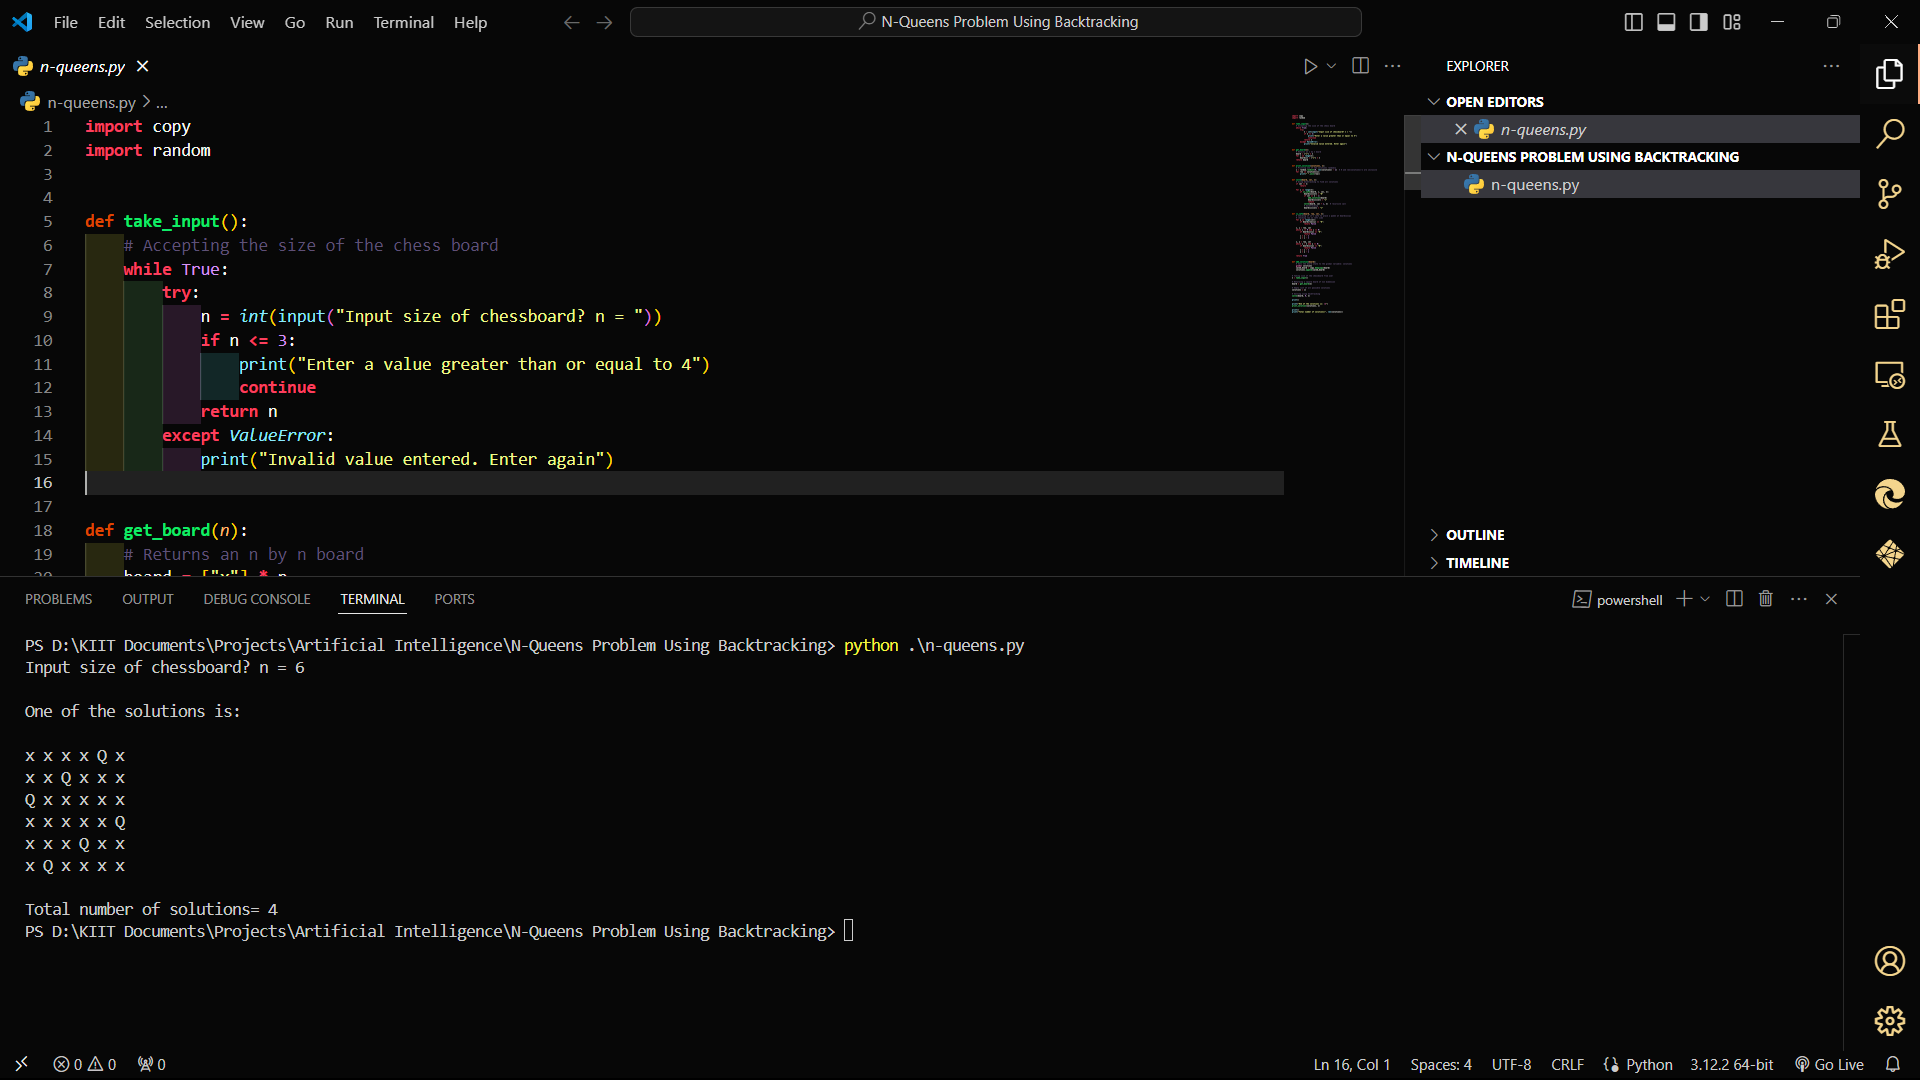 File Edit Selection View Go Run Terminal Help
N-Queens Problem Using Backtracking
n-queens.py
n-queens.py > ...
1 import copy
2 import random
3
4
5 def take_input():
6 # Accepting the size of the chess board
7 while True:
8 try:
9 n = int(input("Input size of chessboard? n = "))
10 if n <= 3:
11 print("Enter a value greater than or equal to 4")
12 continue
13 return n
14 except ValueError:
15 print("Invalid value entered. Enter again")
16
17
18 def get_board(n):
19 # Returns an n by n board
20 board = ["x"] * n
EXPLORER
OPEN EDITORS
n-queens.py
N-QUEENS PROBLEM USING BACKTRACKING
n-queens.py
OUTLINE
TIMELINE
PROBLEMS OUTPUT DEBUG CONSOLE TERMINAL PORTS
powershell
PS D:\KIIT Documents\Projects\Artificial Intelligence\N-Queens Problem Using Backtracking> python .\n-queens.py
Input size of chessboard? n = 6
One of the solutions is:
x x x x Q x
x x Q x x x
Q x x x x x
x x x x x Q
x x x Q x x
x Q x x x x
Total number of solutions= 4
PS D:\KIIT Documents\Projects\Artificial Intelligence\N-Queens Problem Using Backtracking>
0 0 0
Ln 16, Col 1 Spaces: 4 UTF-8 CRLF Python 3.12.2 64-bit Go Live